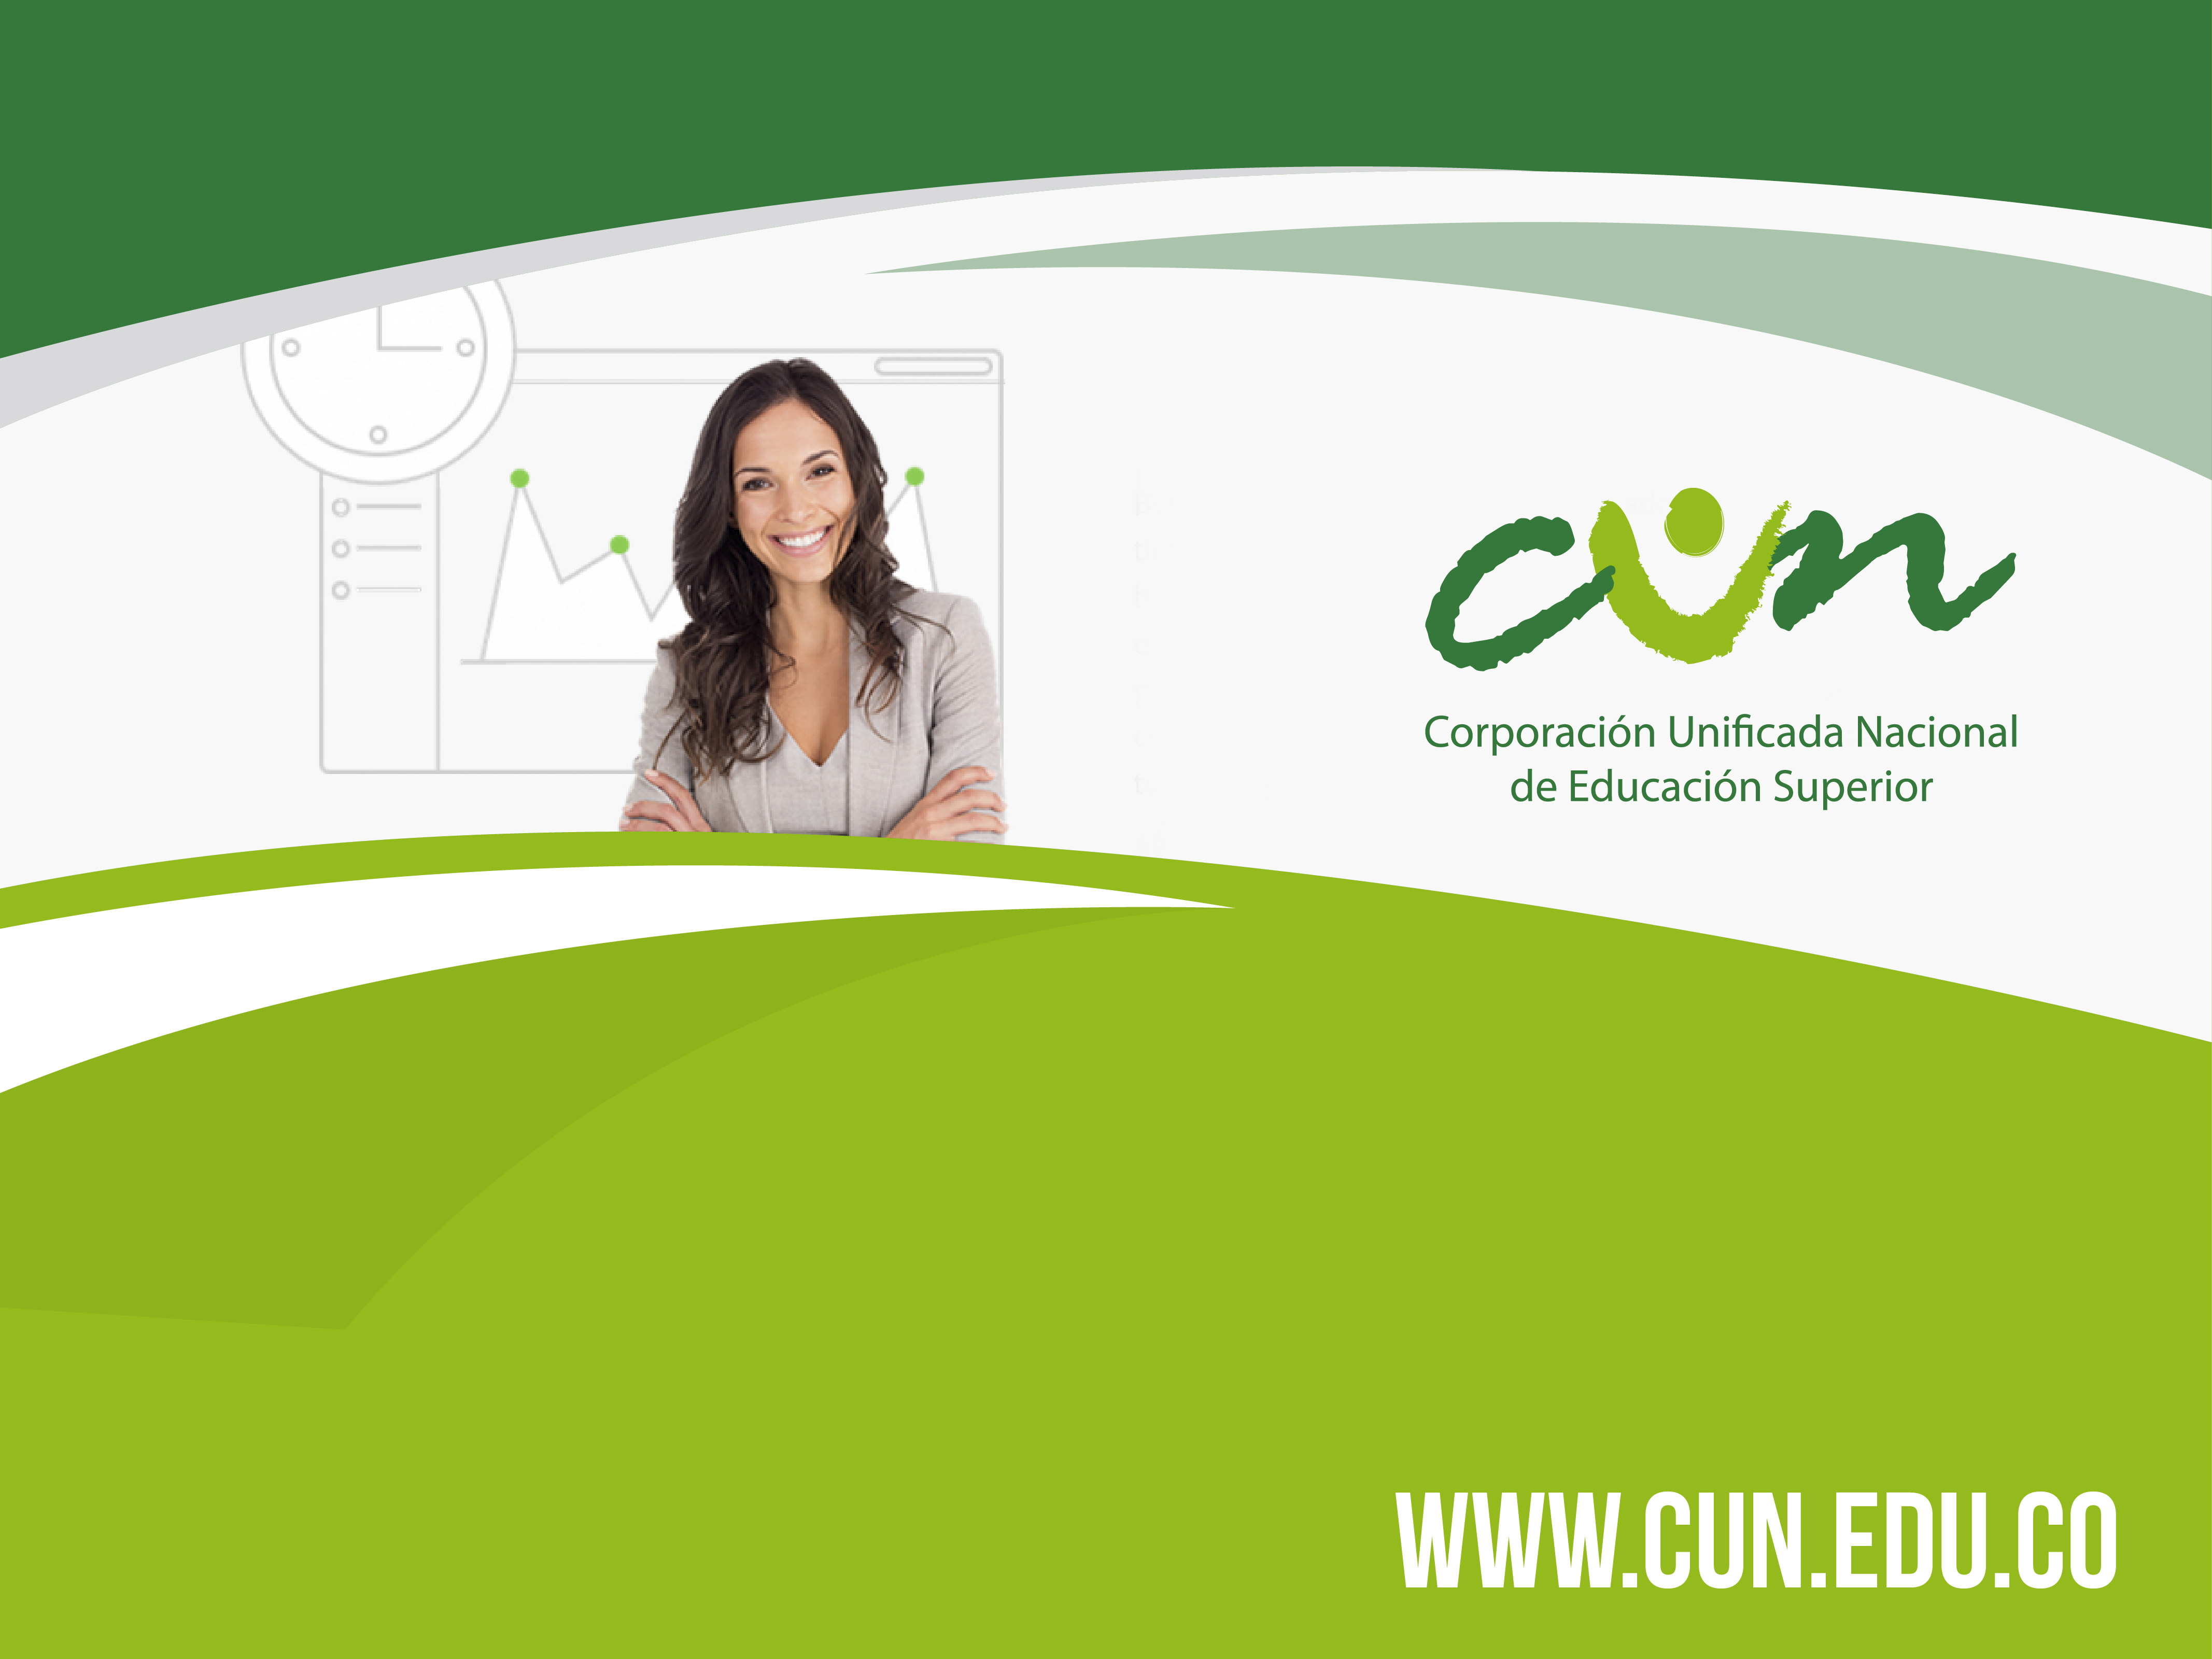 cun
Corporación Unificada Nacional
de Educación Superior
WWW.CUN.EDU.CO